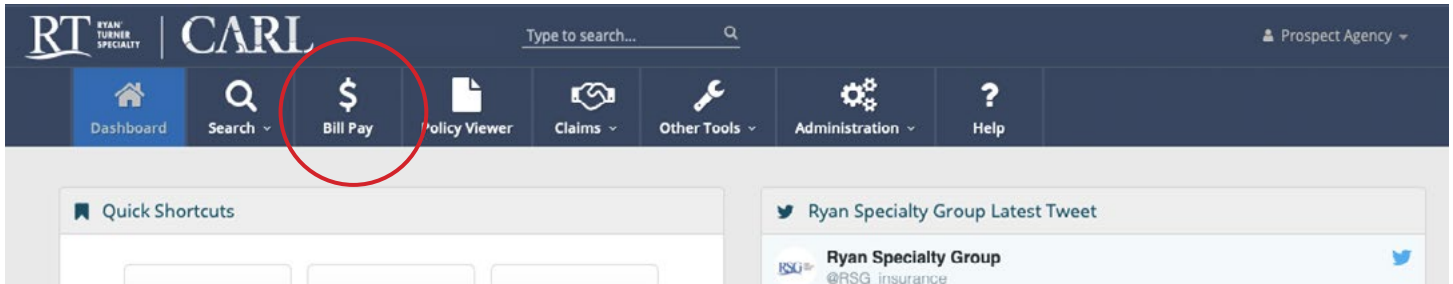 RT RYAN TURNER SPECIALTY | CARL
Type to search...
Prospect Agency
Dashboard
Search
Bill Pay
Policy Viewer
Claims
Other Tools
Administration
?
Help
Quick Shortcuts
Ryan Specialty Group Latest Tweet
RSG
Ryan Specialty Group
@RSG_insurance